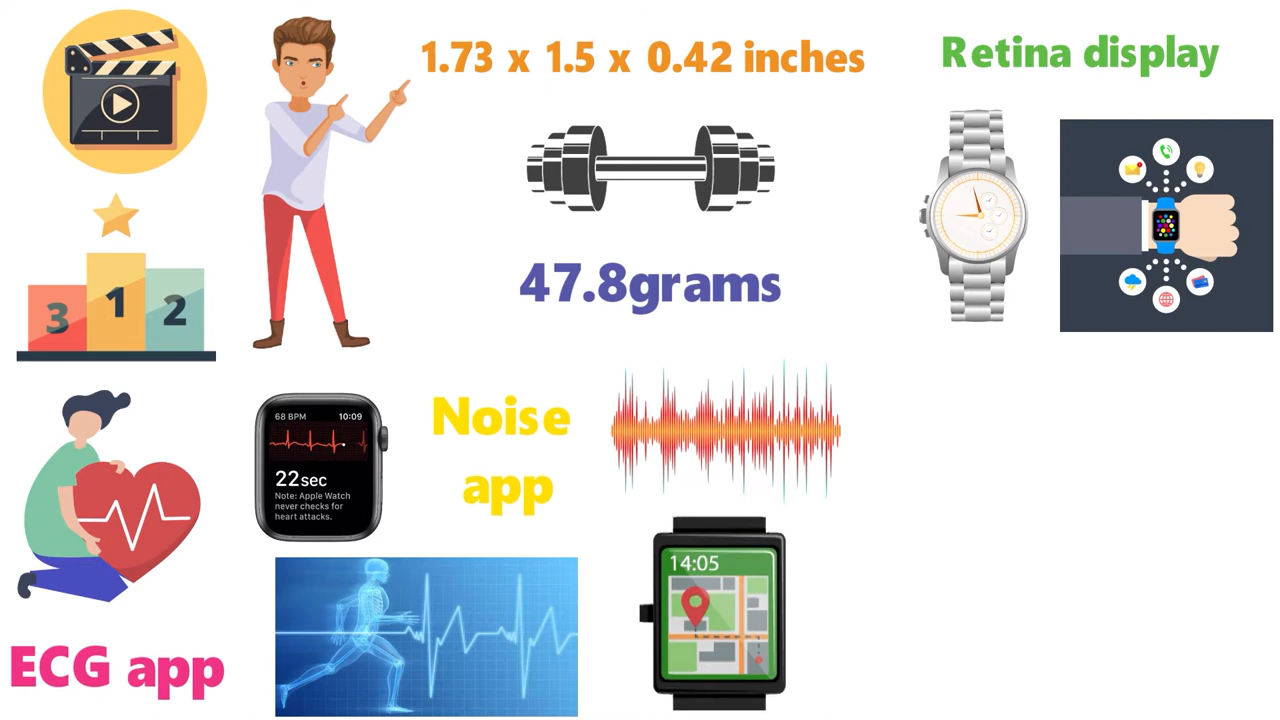 1.73 x 1.5 x 0.42 inches
Retina display
3
1
2
47.8grams
68 BPM 10:09
22sec
Note: Apple Watch
never checks for
heart attacks.
Noise
app
14:05
ECG app